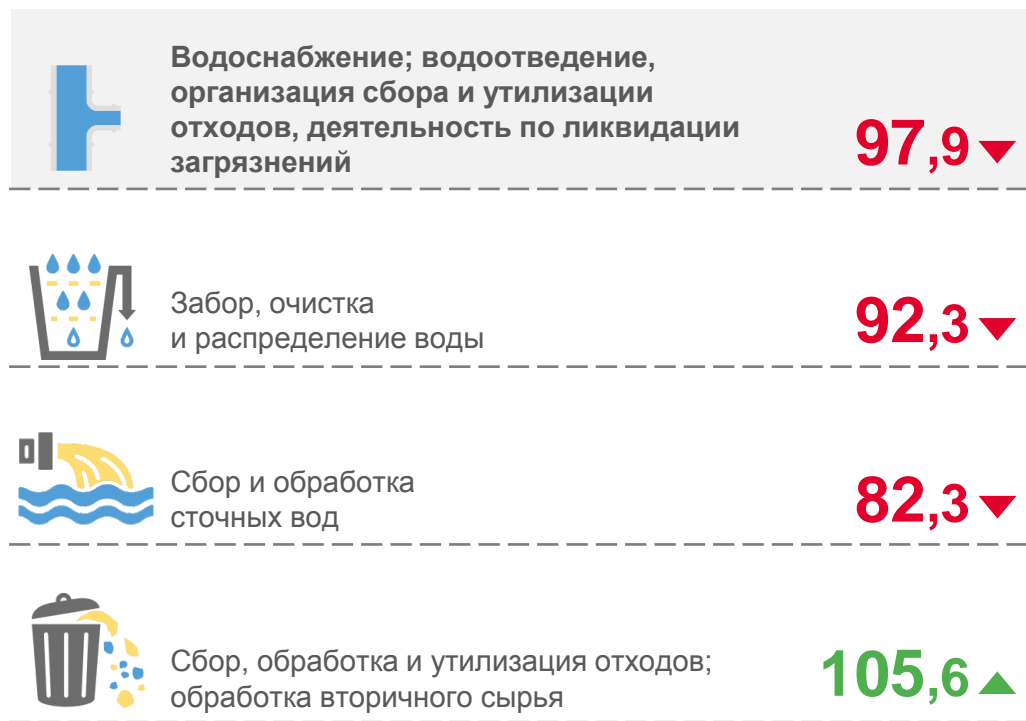 Водоснабжение; водоотведение,
организация сбора и утилизации
отходов, деятельность по ликвидации
загрязнений
97,9
Забор, очистка
и распределение воды
92,3
Сбор и обработка
сточных вод
82,3
Сбор, обработка и утилизация отходов;
обработка вторичного сырья
105,6